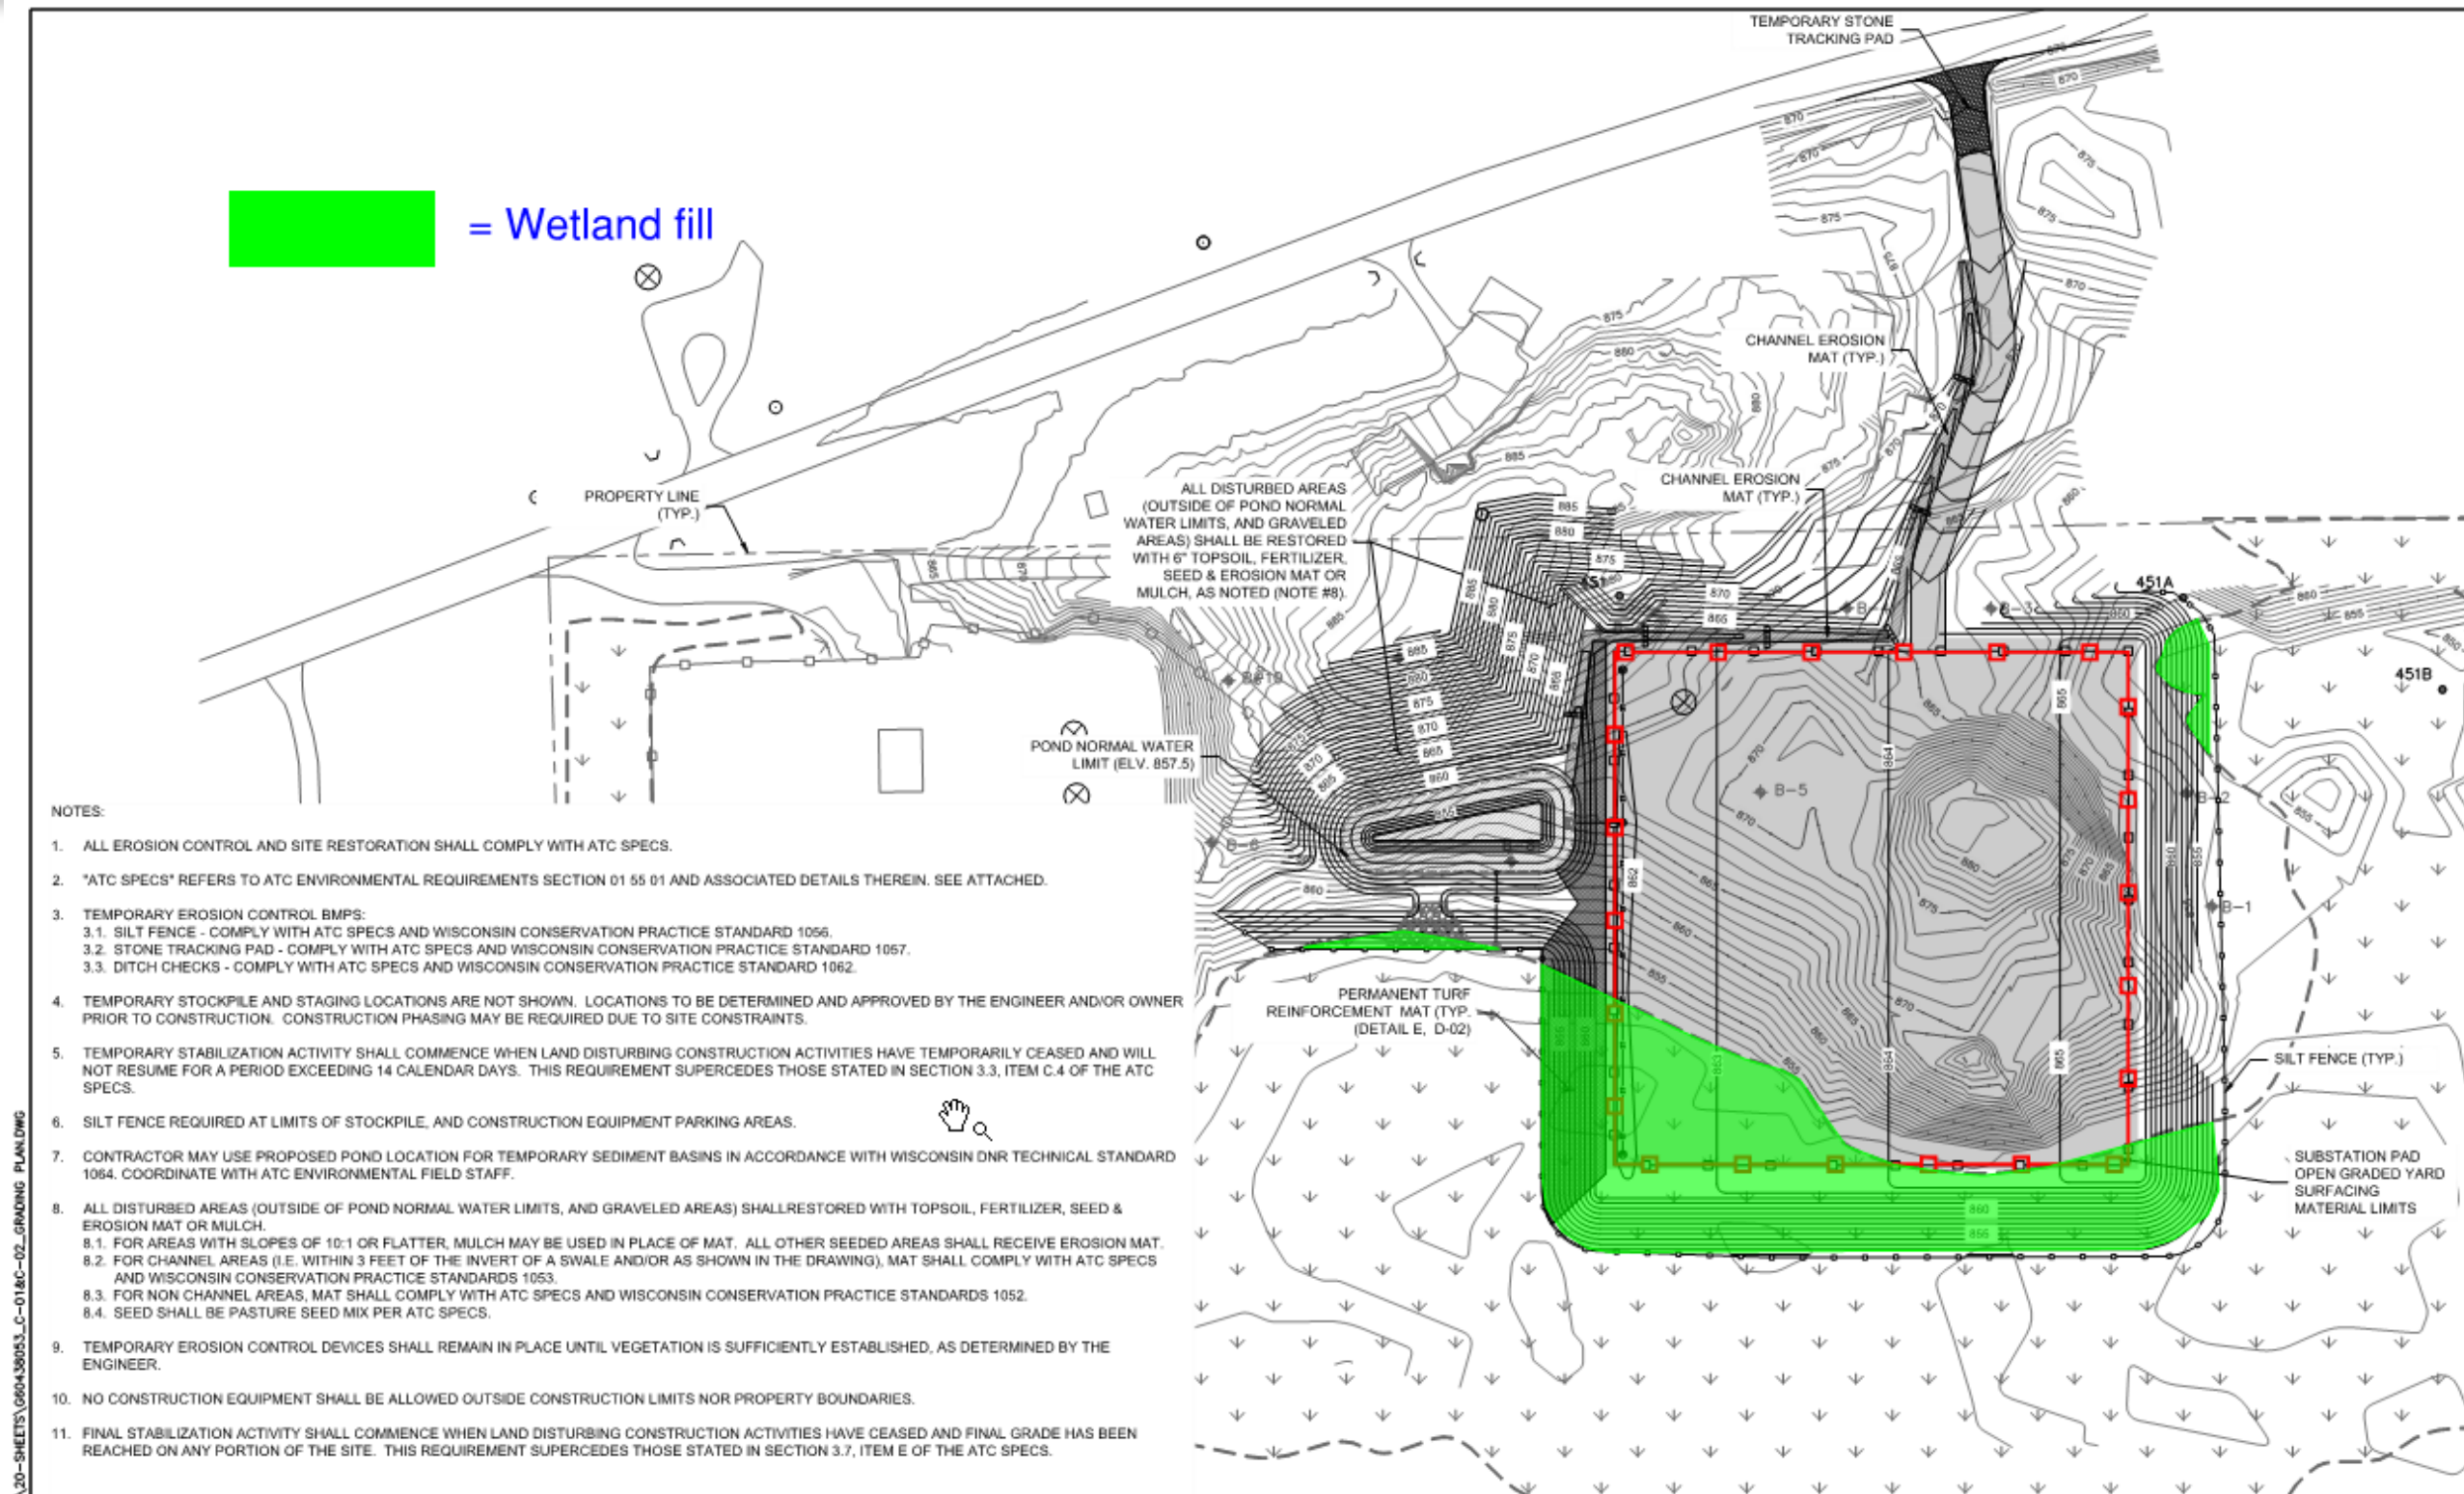 TEMPORARY STONE
TRACKING PAD
= Wetland fill
CHANNEL EROSION
MAT (TYP.)
CHANNEL EROSION
MAT (TYP.)
PROPERTY LINE
(TYP.)
ALL DISTURBED AREAS
(OUTSIDE OF POND NORMAL
WATER LIMITS, AND GRAVELED
AREAS) SHALL BE RESTORED
WITH 6" TOPSOIL, FERTILIZER,
SEED & EROSION MAT OR
MULCH, AS NOTED (NOTE #8).
451A
451B
B-3
B-5
B-2
B-1
POND NORMAL WATER
LIMIT (ELV. 857.5)
PERMANENT TURF
REINFORCEMENT MAT (TYP.
(DETAIL E, D-02)
SILT FENCE (TYP.)
SUBSTATION PAD
OPEN GRADED YARD
SURFACING
MATERIAL LIMITS
NOTES:
1. ALL EROSION CONTROL AND SITE RESTORATION SHALL COMPLY WITH ATC SPECS.
2. "ATC SPECS" REFERS TO ATC ENVIRONMENTAL REQUIREMENTS SECTION 01 55 01 AND ASSOCIATED DETAILS THEREIN. SEE ATTACHED.
3. TEMPORARY EROSION CONTROL BMPS:
3.1. SILT FENCE - COMPLY WITH ATC SPECS AND WISCONSIN CONSERVATION PRACTICE STANDARD 1056.
3.2. STONE TRACKING PAD - COMPLY WITH ATC SPECS AND WISCONSIN CONSERVATION PRACTICE STANDARD 1057.
3.3. DITCH CHECKS - COMPLY WITH ATC SPECS AND WISCONSIN CONSERVATION PRACTICE STANDARD 1062.
4. TEMPORARY STOCKPILE AND STAGING LOCATIONS ARE NOT SHOWN. LOCATIONS TO BE DETERMINED AND APPROVED BY THE ENGINEER AND/OR OWNER
PRIOR TO CONSTRUCTION. CONSTRUCTION PHASING MAY BE REQUIRED DUE TO SITE CONSTRAINTS.
5. TEMPORARY STABILIZATION ACTIVITY SHALL COMMENCE WHEN LAND DISTURBING CONSTRUCTION ACTIVITIES HAVE TEMPORARILY CEASED AND WILL
NOT RESUME FOR A PERIOD EXCEEDING 14 CALENDAR DAYS. THIS REQUIREMENT SUPERCEDES THOSE STATED IN SECTION 3.3, ITEM C.4 OF THE ATC
SPECS.
6. SILT FENCE REQUIRED AT LIMITS OF STOCKPILE, AND CONSTRUCTION EQUIPMENT PARKING AREAS.
7. CONTRACTOR MAY USE PROPOSED POND LOCATION FOR TEMPORARY SEDIMENT BASINS IN ACCORDANCE WITH WISCONSIN DNR TECHNICAL STANDARD
1064. COORDINATE WITH ATC ENVIRONMENTAL FIELD STAFF.
8. ALL DISTURBED AREAS (OUTSIDE OF POND NORMAL WATER LIMITS, AND GRAVELED AREAS) SHALLRESTORED WITH TOPSOIL, FERTILIZER, SEED &
EROSION MAT OR MULCH.
8.1. FOR AREAS WITH SLOPES OF 10:1 OR FLATTER, MULCH MAY BE USED IN PLACE OF MAT. ALL OTHER SEEDED AREAS SHALL RECEIVE EROSION MAT.
8.2. FOR CHANNEL AREAS (I.E. WITHIN 3 FEET OF THE INVERT OF A SWALE AND/OR AS SHOWN IN THE DRAWING), MAT SHALL COMPLY WITH ATC SPECS
AND WISCONSIN CONSERVATION PRACTICE STANDARDS 1053.
8.3. FOR NON CHANNEL AREAS, MAT SHALL COMPLY WITH ATC SPECS AND WISCONSIN CONSERVATION PRACTICE STANDARDS 1052.
8.4. SEED SHALL BE PASTURE SEED MIX PER ATC SPECS.
9. TEMPORARY EROSION CONTROL DEVICES SHALL REMAIN IN PLACE UNTIL VEGETATION IS SUFFICIENTLY ESTABLISHED, AS DETERMINED BY THE
ENGINEER.
10. NO CONSTRUCTION EQUIPMENT SHALL BE ALLOWED OUTSIDE CONSTRUCTION LIMITS NOR PROPERTY BOUNDARIES.
11. FINAL STABILIZATION ACTIVITY SHALL COMMENCE WHEN LAND DISTURBING CONSTRUCTION ACTIVITIES HAVE CEASED AND FINAL GRADE HAS BEEN
REACHED ON ANY PORTION OF THE SITE. THIS REQUIREMENT SUPERCEDES THOSE STATED IN SECTION 3.7, ITEM E OF THE ATC SPECS.
\20-SHEETS\G60438053_C-01&C-02_GRADING PLAN.DWG